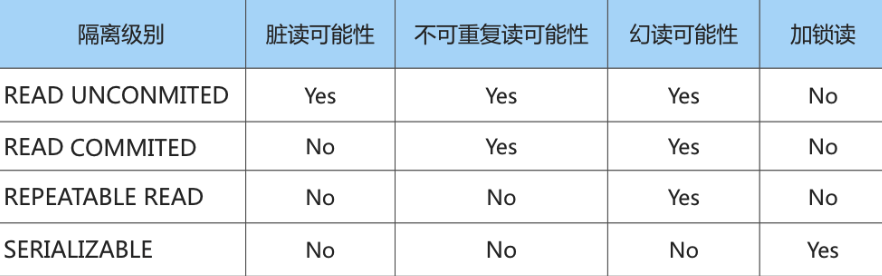 隔离级别 脏读可能性 不可重复读可能性 幻读可能性 加锁读
READ UNCONMITED Yes Yes Yes No
READ COMMITED No Yes Yes No
REPEATABLE READ No No Yes No
SERIALIZABLE No No No Yes